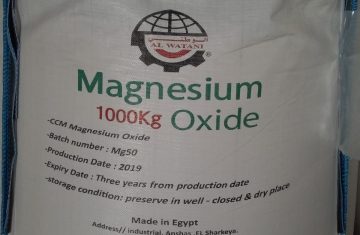 الوطني
AL WATANI
Magnesium
1000Kg Oxide
-CCM Magnesium Oxide
-Batch number : Mg50
-Production Date : 2019
-Expiry Date : Three years from production date
-storage condition: preserve in well - closed & dry place
Made in Egypt
Address// industrial. Anshas. EL Sharkeya.